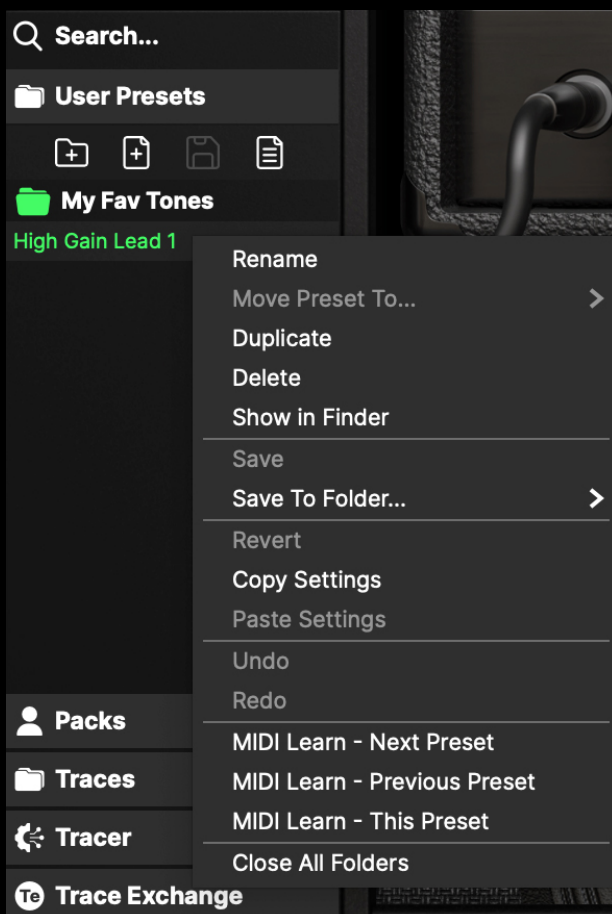 Search...
User Presets
My Fav Tones
High Gain Lead 1
Rename
Move Preset To...
Duplicate
Delete
Show in Finder
Save
Save To Folder...
Revert
Copy Settings
Paste Settings
Undo
Redo
MIDI Learn - Next Preset
MIDI Learn - Previous Preset
MIDI Learn - This Preset
Close All Folders
Packs
Traces
Tracer
Te Trace Exchange